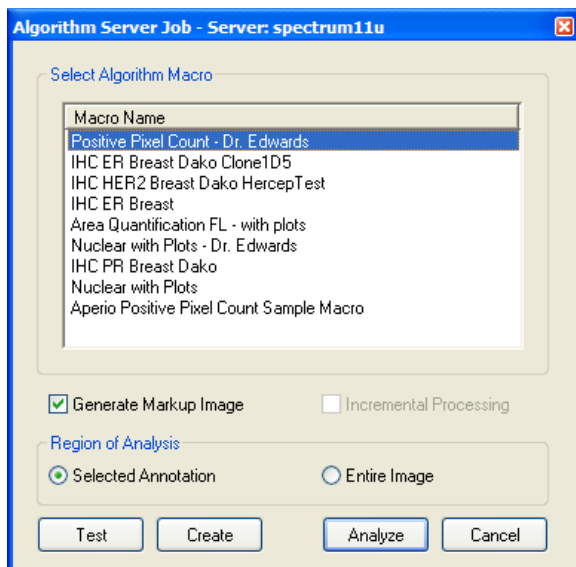 Algorithm Server Job - Server: spectrum11u
Select Algorithm Macro
Macro Name
Positive Pixel Count - Dr. Edwards
IHC ER Breast Dako Clone1D5
IHC HER2 Breast Dako HercepTest
IHC ER Breast
Area Quantification FL - with plots
Nuclear with Plots - Dr. Edwards
IHC PR Breast Dako
Nuclear with Plots
Aperio Positive Pixel Count Sample Macro
Generate Markup Image Incremental Processing
Region of Analysis
Selected Annotation Entire Image
Test Create Analyze Cancel